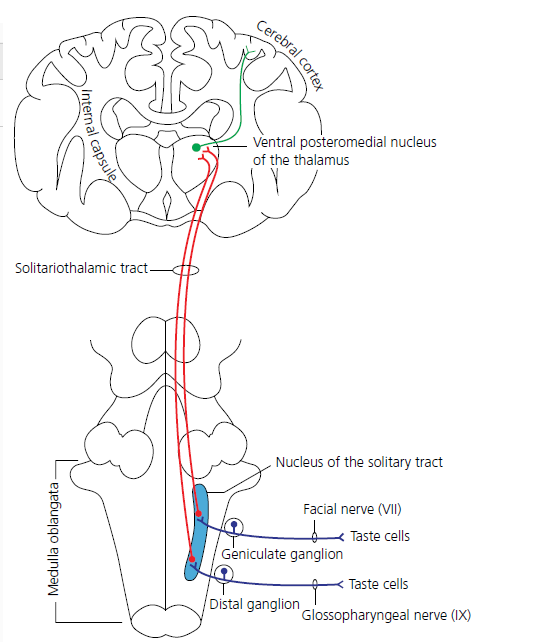 Cerebral cortex
Internal capsule
Ventral posteromedial nucleus
of the thalamus
Solitariothalamic tract
Nucleus of the solitary tract
Medulla oblangata
Facial nerve (VII)
Taste cells
Geniculate ganglion
Taste cells
Distal ganglion
Glossopharyngeal nerve (IX)